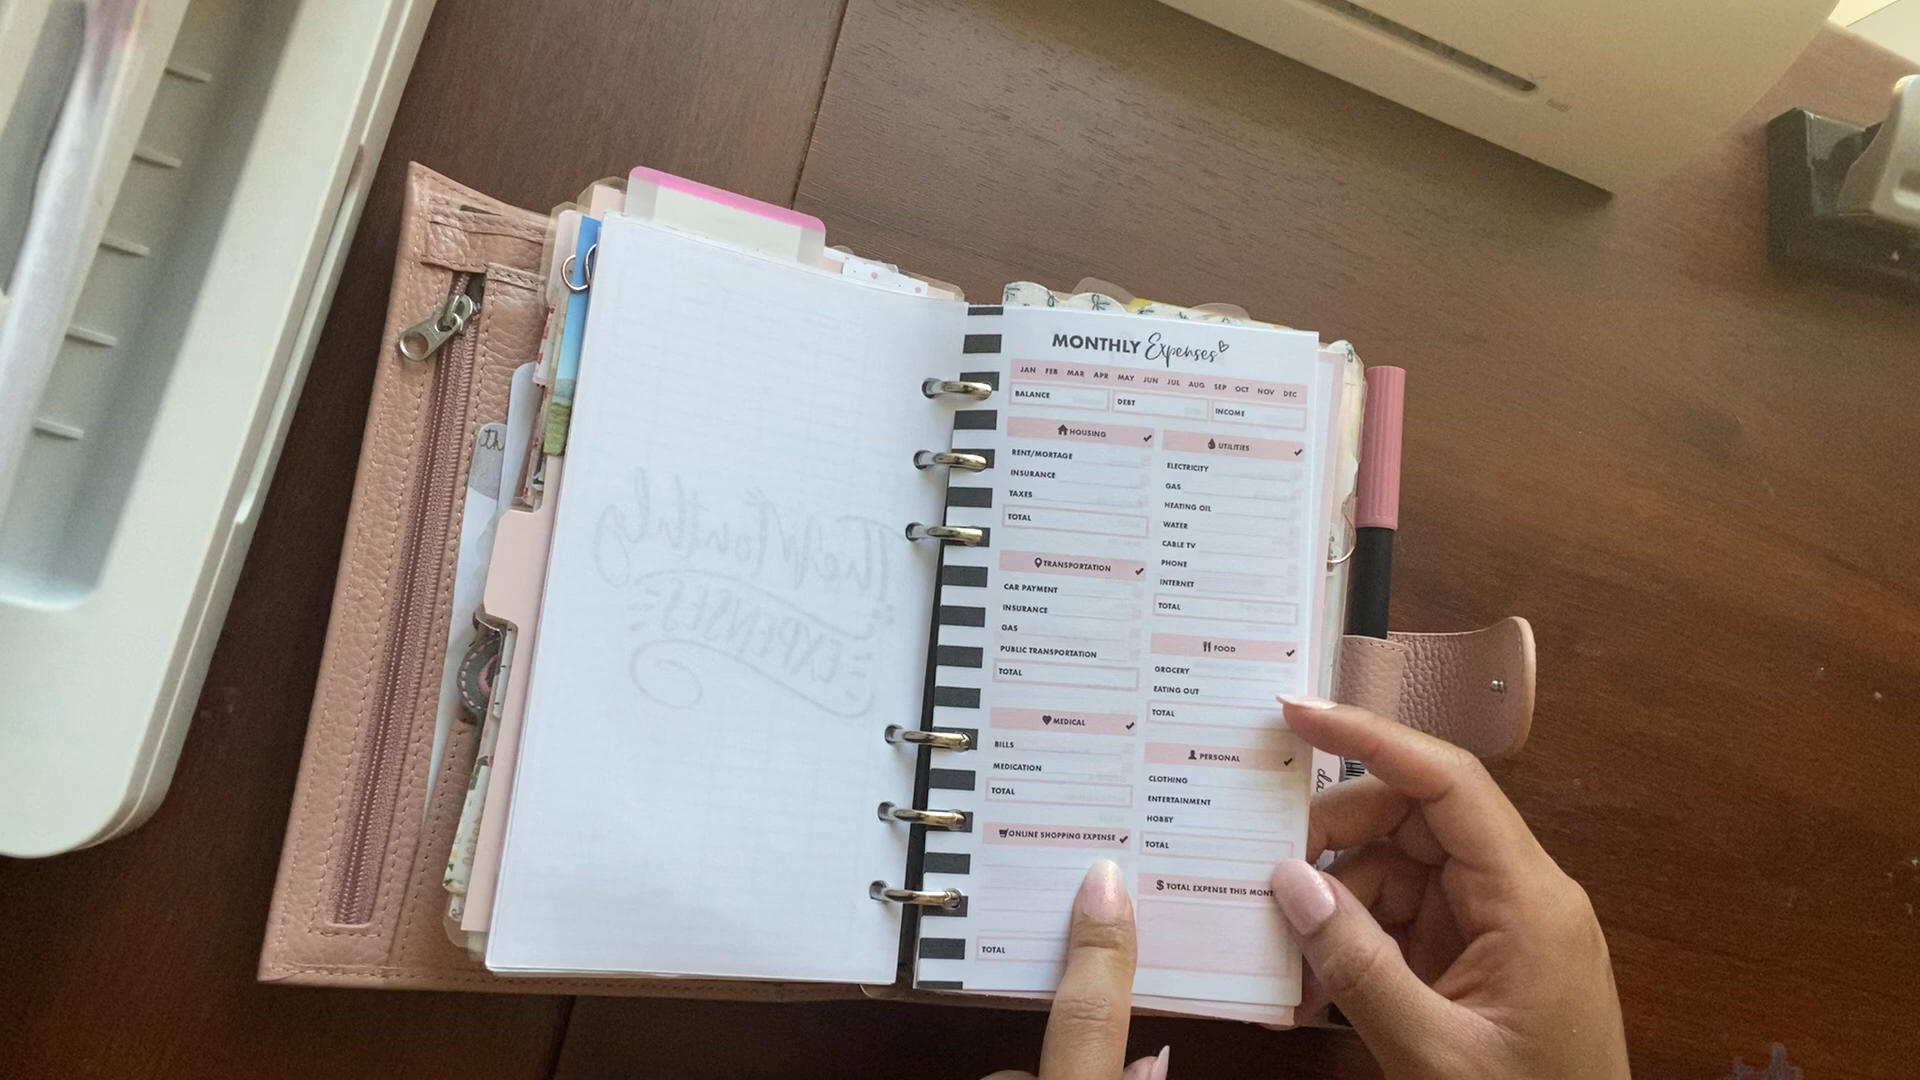 The Monthly
EXPENSES
MONTHLY Expenses
JAN FEB MAR APR MAY JUN JUL AUG SEP OCT NOV DEC
BALANCE DEBT INCOME
HOUSING
RENT/MORTAGE
INSURANCE
TAXES
TOTAL
TRANSPORTATION
CAR PAYMENT
INSURANCE
GAS
PUBLIC TRANSPORTATION
TOTAL
MEDICAL
BILLS
MEDICATION
TOTAL
ONLINE SHOPPING EXPENSE
TOTAL
UTILITIES
ELECTRICITY
GAS
HEATING OIL
WATER
CABLE TV
PHONE
INTERNET
TOTAL
FOOD
GROCERY
EATING OUT
TOTAL
PERSONAL
CLOTHING
ENTERTAINMENT
HOBBY
TOTAL
$ TOTAL EXPENSE THIS